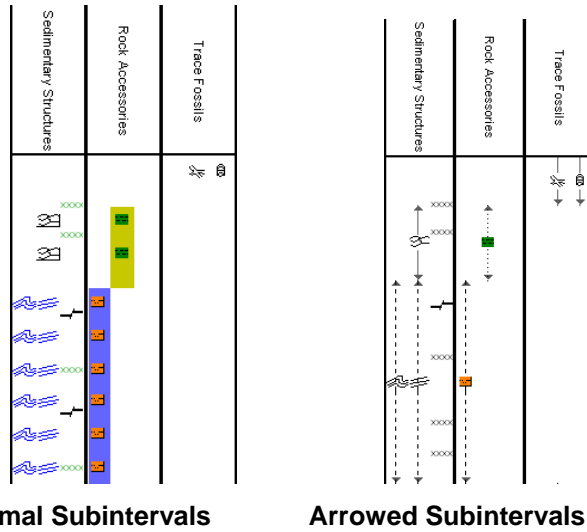 Sedimentary Structures
Rock Accessories
Trace Fossils
Sedimentary Structures
Rock Accessories
Trace Fossils
mal Subintervals
Arrowed Subintervals